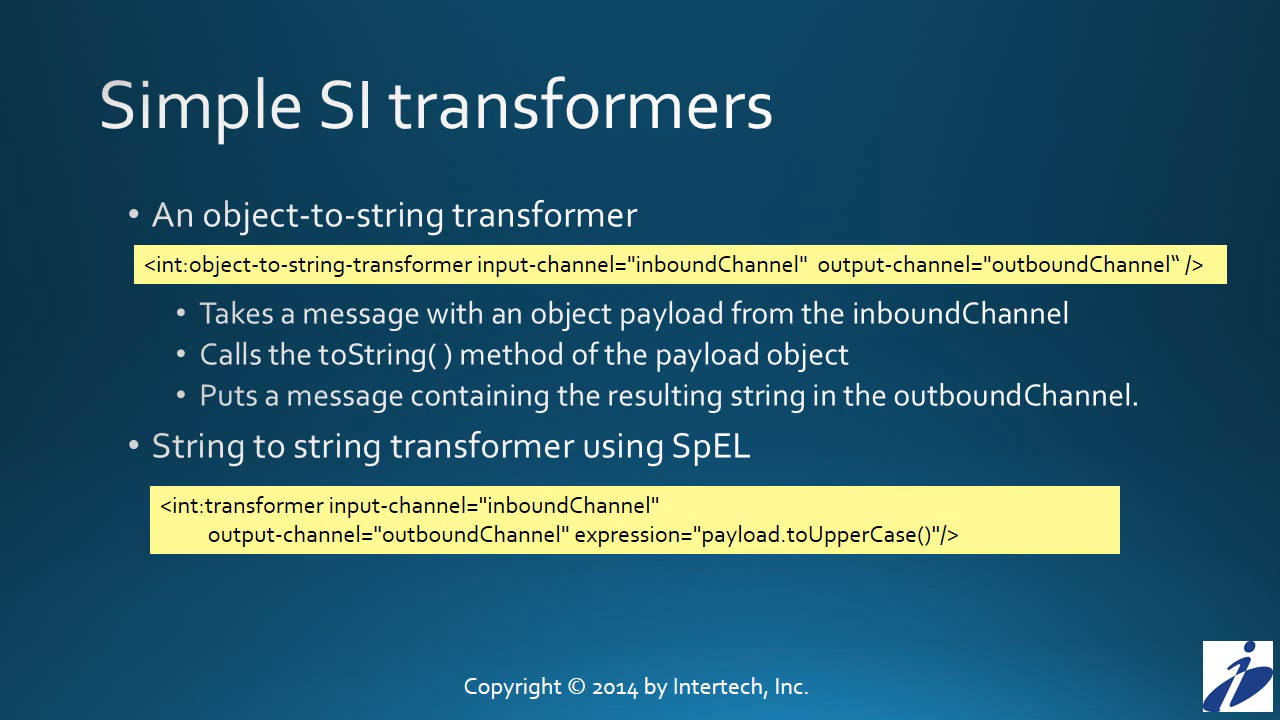 Simple SI transformers
• An object-to-string transformer
<int:object-to-string-transformer input-channel="inboundChannel"  output-channel="outboundChannel“ />
• Takes a message with an object payload from the inboundChannel
• Calls the toString( ) method of the payload object
• Puts a message containing the resulting string in the outboundChannel.
• String to string transformer using SpEL
<int:transformer input-channel="inboundChannel"
output-channel="outboundChannel" expression="payload.toUpperCase()"/>
Copyright © 2014 by Intertech, Inc.